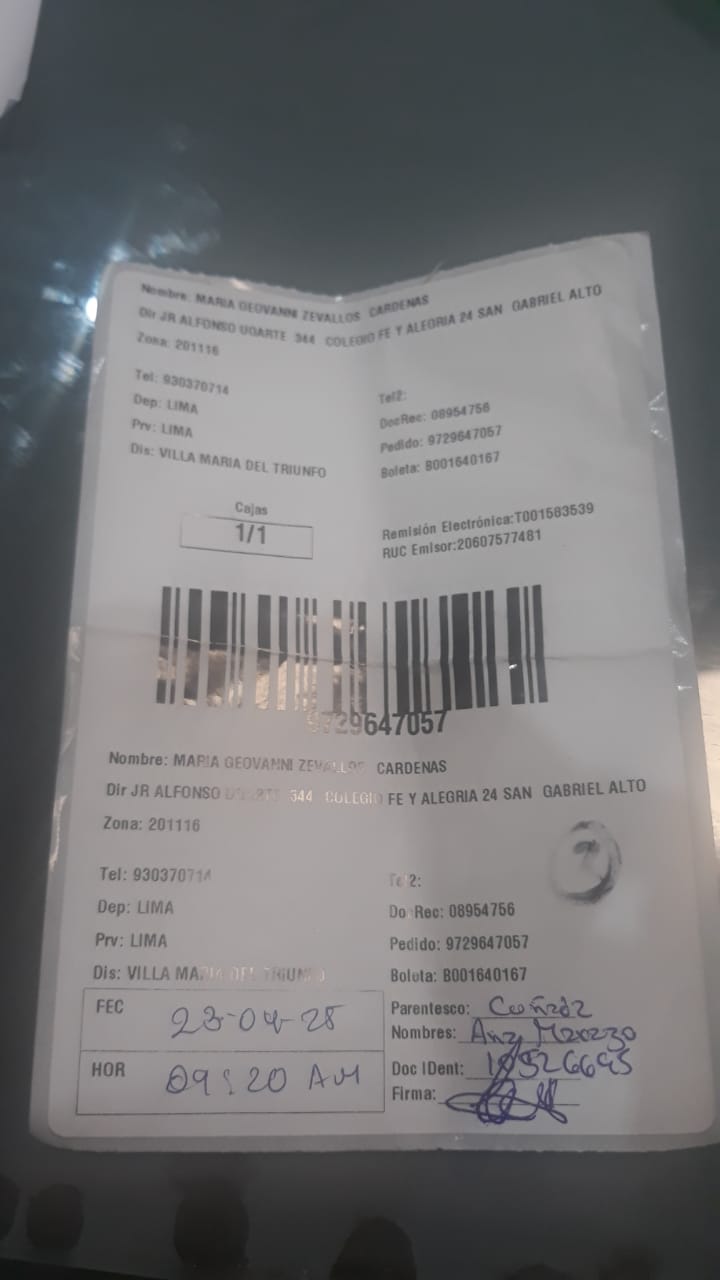 Nombre: MARIA GEOVANNI ZEVALLOS CARDENAS
Dir JR ALFONSO UGARTE 344 COLEGIO FE Y ALEGRIA 24 SAN GABRIEL ALTO
Zona: 201116
Tel: 930370714 Tel2:
Dep: LIMA DocRec: 08954756
Prv: LIMA Pedido: 9729647057
Dis: VILLA MARIA DEL TRIUNFO Boleta: B001640167
Cajas
1/1
Remisión Electrónica:T001583539
RUC Emisor:20607577481
9729647057
Nombre: MARIA GEOVANNI ZEVALLOS CARDENAS
Dir JR ALFONSO UGARTE 344 COLEGIO FE Y ALEGRIA 24 SAN GABRIEL ALTO
Zona: 201116
Tel: 930370714 Tel2:
Dep: LIMA DocRec: 08954756
Prv: LIMA Pedido: 9729647057
Dis: VILLA MARIA DEL TRIUNFO Boleta: B001640167
FEC 23-04-25
HOR 09:20 AM
Parentesco: Cuñada
Nombres: Ana
Doc IDent:
Firma: